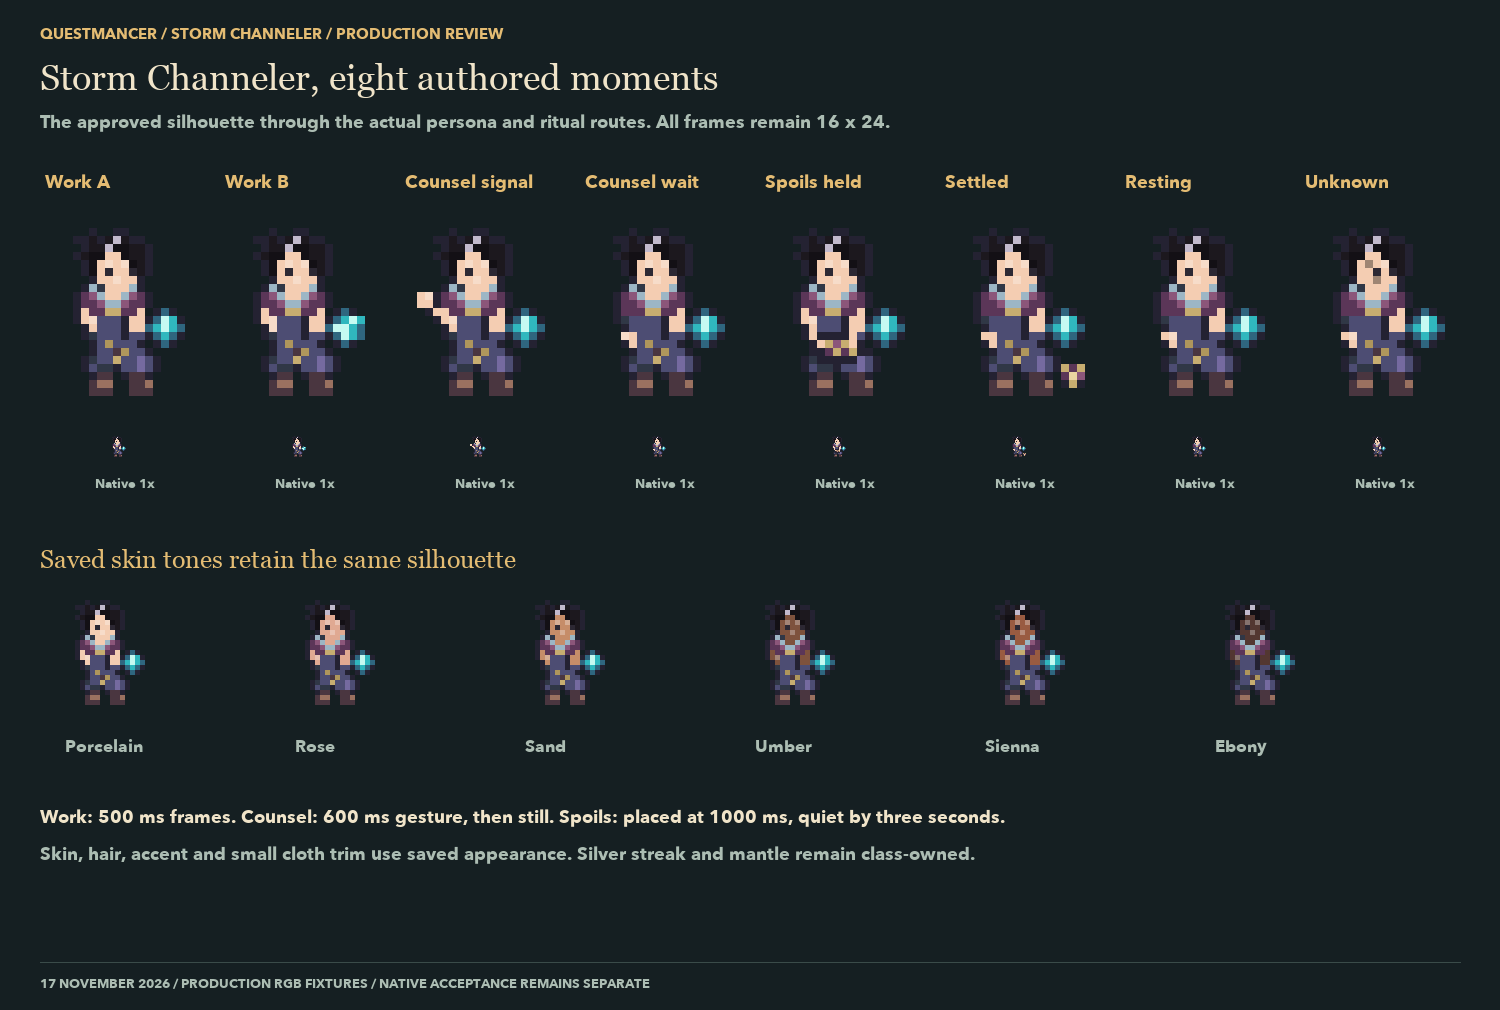 QUESTMANCER / STORM CHANNELER / PRODUCTION REVIEW
Storm Channeler, eight authored moments
The approved silhouette through the actual persona and ritual routes. All frames remain 16 x 24.
Work A Work B Counsel signal Counsel wait Spoils held Settled Resting Unknown
Native 1x Native 1x Native 1x Native 1x Native 1x Native 1x Native 1x Native 1x
Saved skin tones retain the same silhouette
Porcelain Rose Sand Umber Sienna Ebony
Work: 500 ms frames. Counsel: 600 ms gesture, then still. Spoils: placed at 1000 ms, quiet by three seconds.
Skin, hair, accent and small cloth trim use saved appearance. Silver streak and mantle remain class-owned.
17 NOVEMBER 2026 / PRODUCTION RGB FIXTURES / NATIVE ACCEPTANCE REMAINS SEPARATE